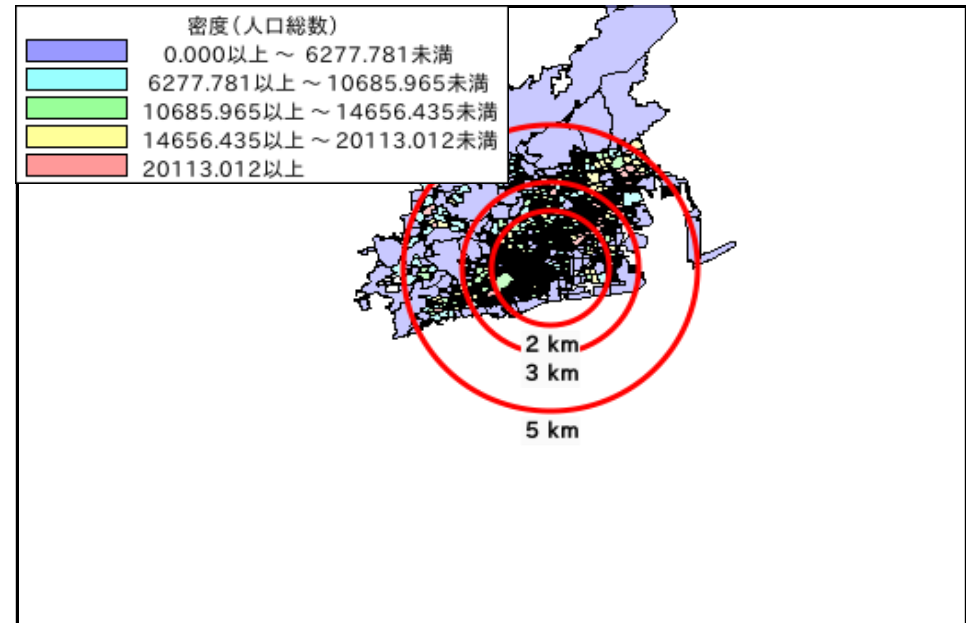 密度(人口総数)
0.000以上 ～ 6277.781未満
6277.781以上 ～ 10685.965未満
10685.965以上 ～ 14656.435未満
14656.435以上 ～ 20113.012未満
20113.012以上
2 km
3 km
5 km